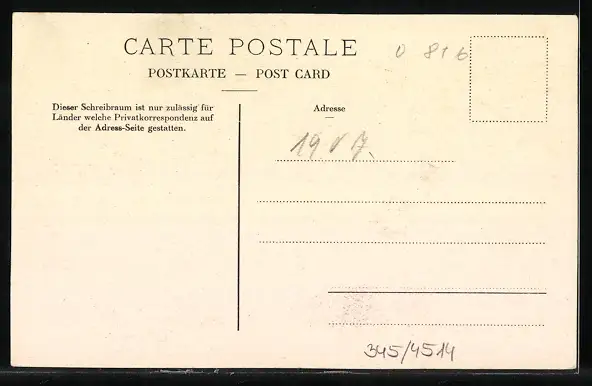 CARTE POSTALE
0 816
POSTKARTE — POST CARD
Dieser Schreibraum ist nur zulässig für
Länder welche Privatkorrespondenz auf
der Adress-Seite gestatten.
Adresse
1907.
345/4514